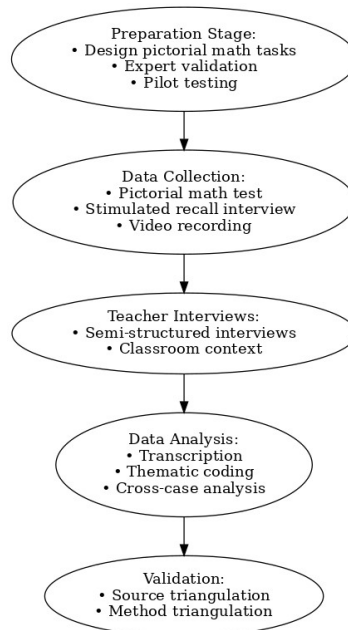 Preparation Stage:
• Design pictorial math tasks
• Expert validation
• Pilot testing
Data Collection:
• Pictorial math test
• Stimulated recall interview
• Video recording
Teacher Interviews:
• Semi-structured interviews
• Classroom context
Data Analysis:
• Transcription
• Thematic coding
• Cross-case analysis
Validation:
• Source triangulation
• Method triangulation